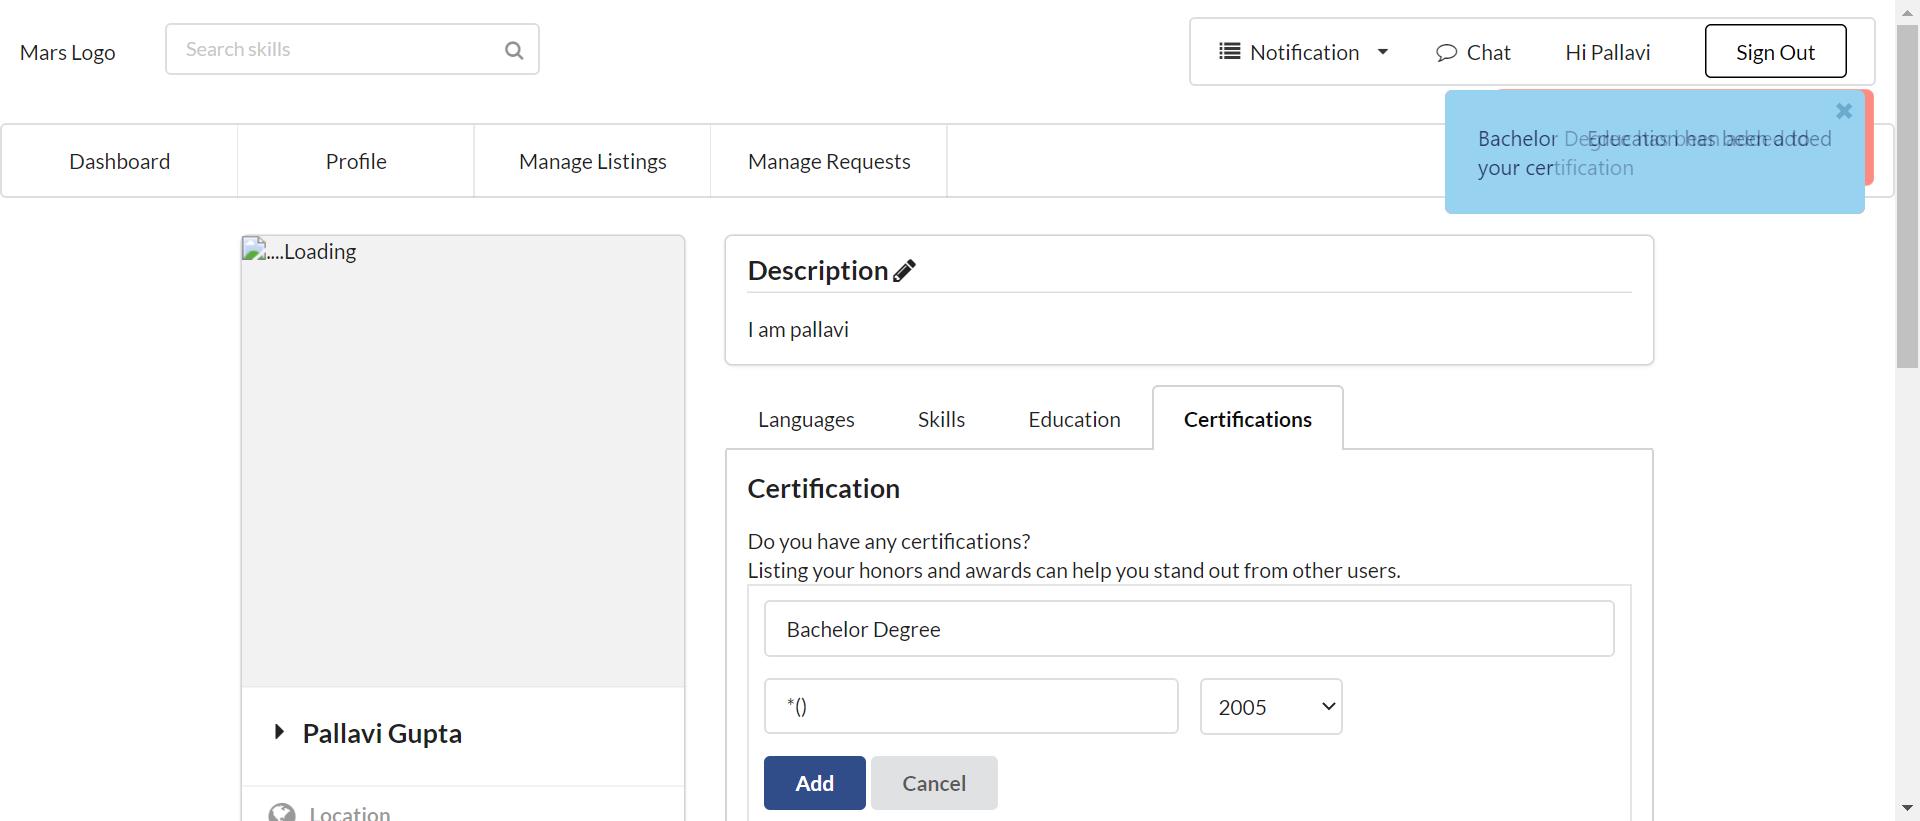 Mars Logo
Search skills
Notification
Chat
Hi Pallavi
Sign Out
Dashboard
Profile
Manage Listings
Manage Requests
Bachelor Degree has been added to
your certification
Education has been added
....Loading
Description
I am pallavi
Languages
Skills
Education
Certifications
Certification
Do you have any certifications?
Listing your honors and awards can help you stand out from other users.
Bachelor Degree
*()
2005
Pallavi Gupta
Add
Cancel
Location